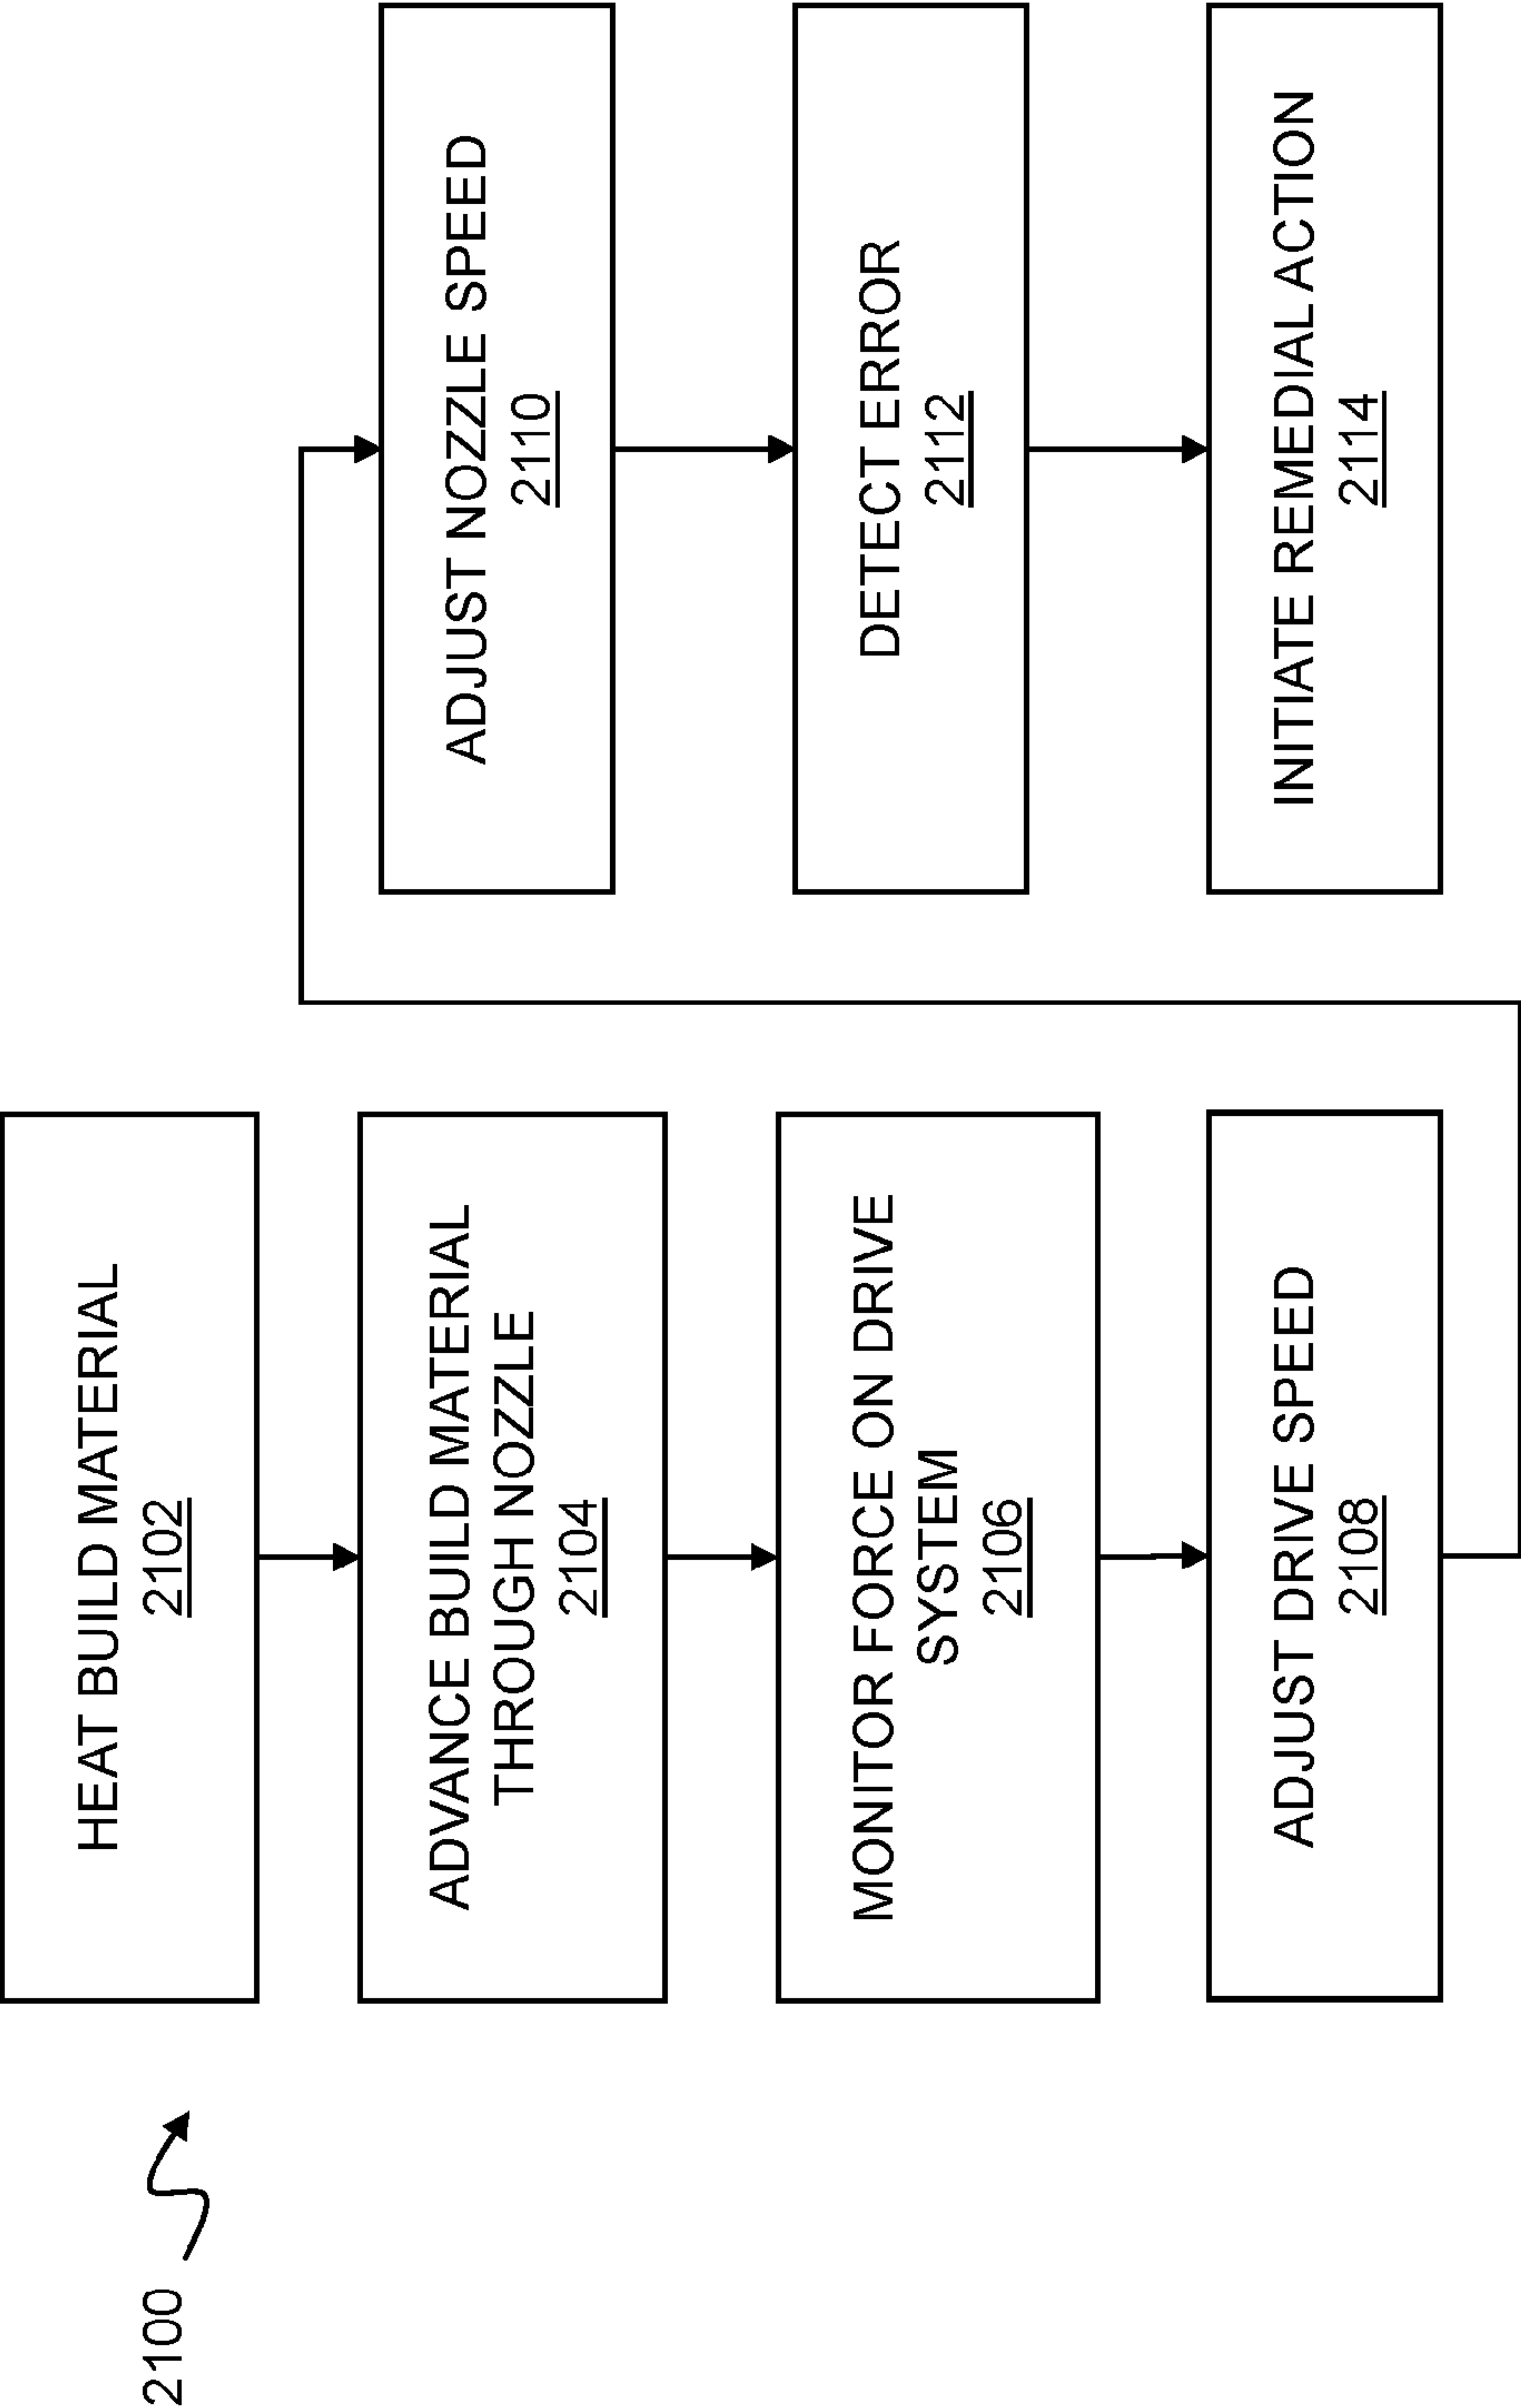 2100
HEAT BUILD MATERIAL
2102
ADVANCE BUILD MATERIAL
THROUGH NOZZLE
2104
MONITOR FORCE ON DRIVE
SYSTEM
2106
ADJUST DRIVE SPEED
2108
ADJUST NOZZLE SPEED
2110
DETECT ERROR
2112
INITIATE REMEDIAL ACTION
2114